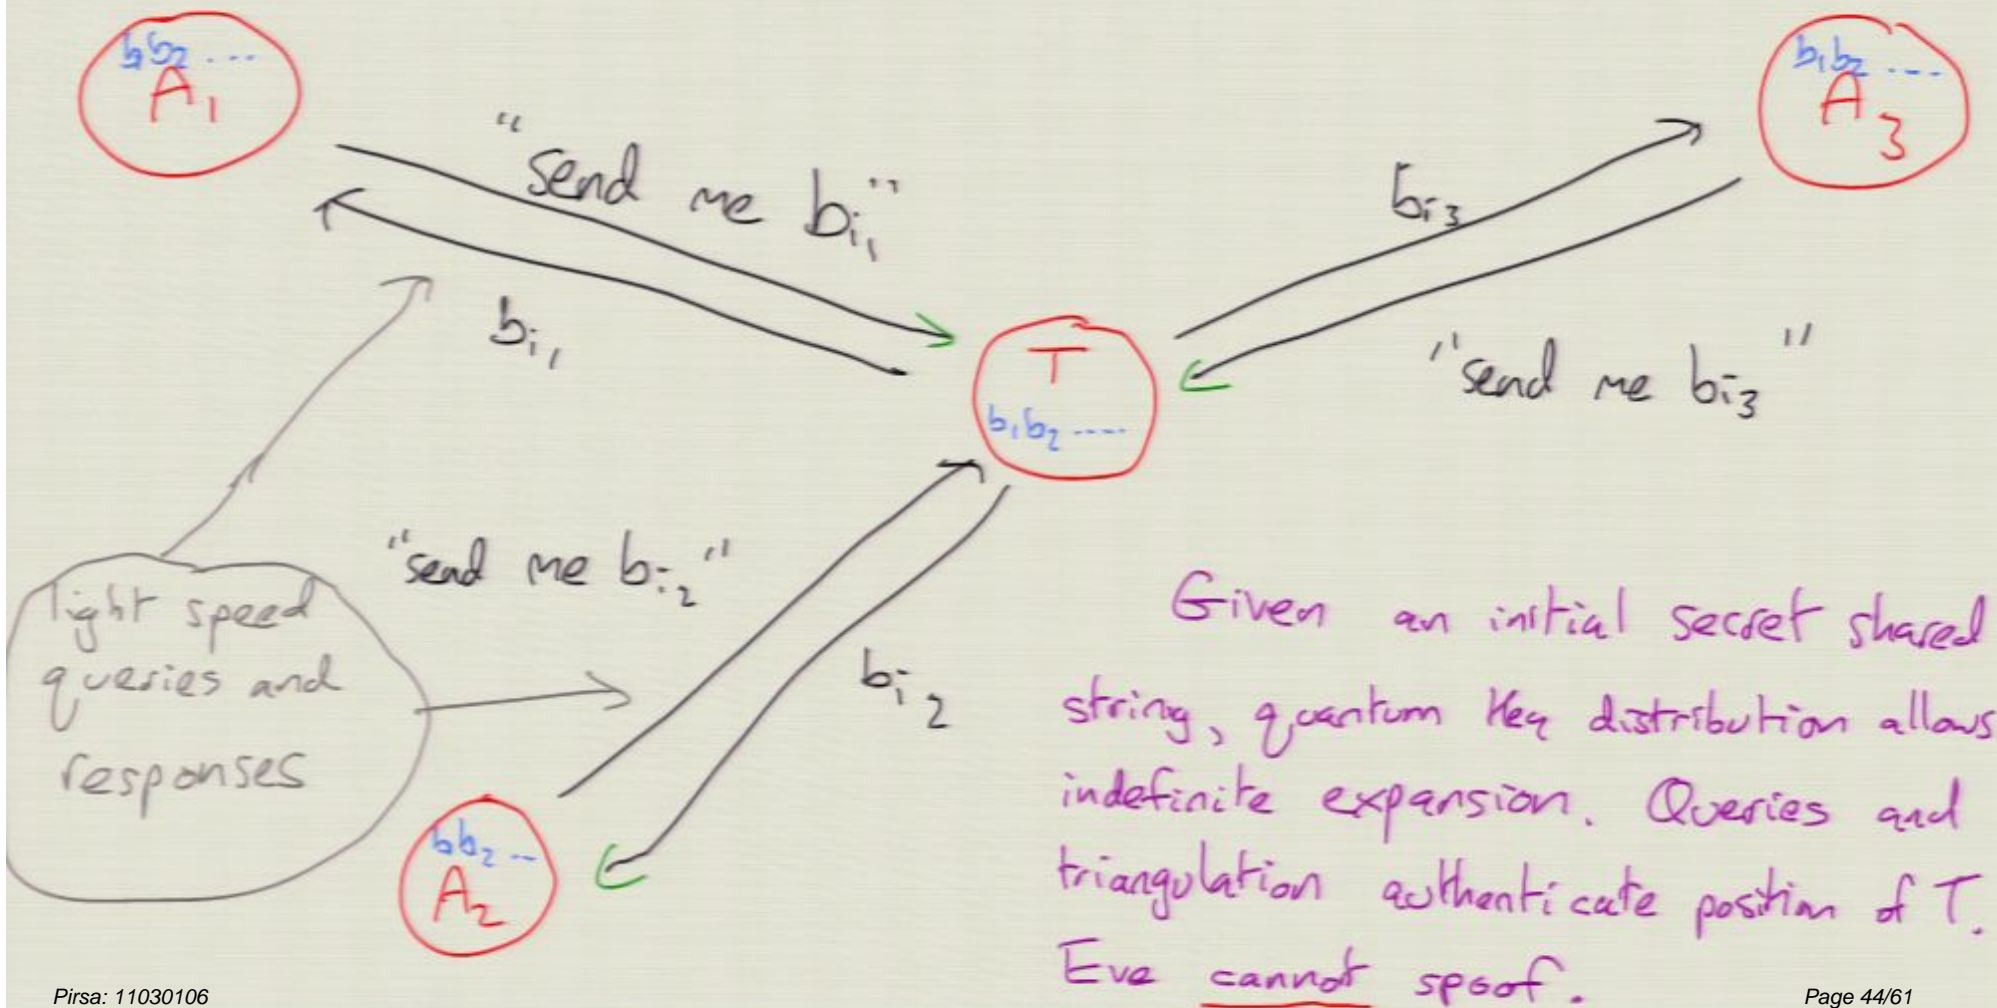 b1b2 ....
A1
b1b2 ....
A3
"send me bi1"
bi1
bi3
"send me bi3"
T
b1b2 ....
light speed
queries and
responses
"send me bi2"
bi2
b1b2 ..
A2
Given an initial secret shared
string, quantum key distribution allows
indefinite expansion. Queries and
triangulation authenticate position of T.
Eve cannot spoof.
Pirsa: 11030106
Page 44/61